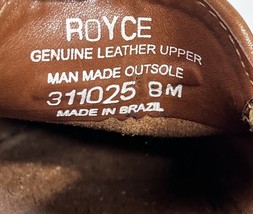 ROYCE
GENUINE LEATHER UPPER
MAN MADE OUTSOLE
311025 8M
MADE IN BRAZIL